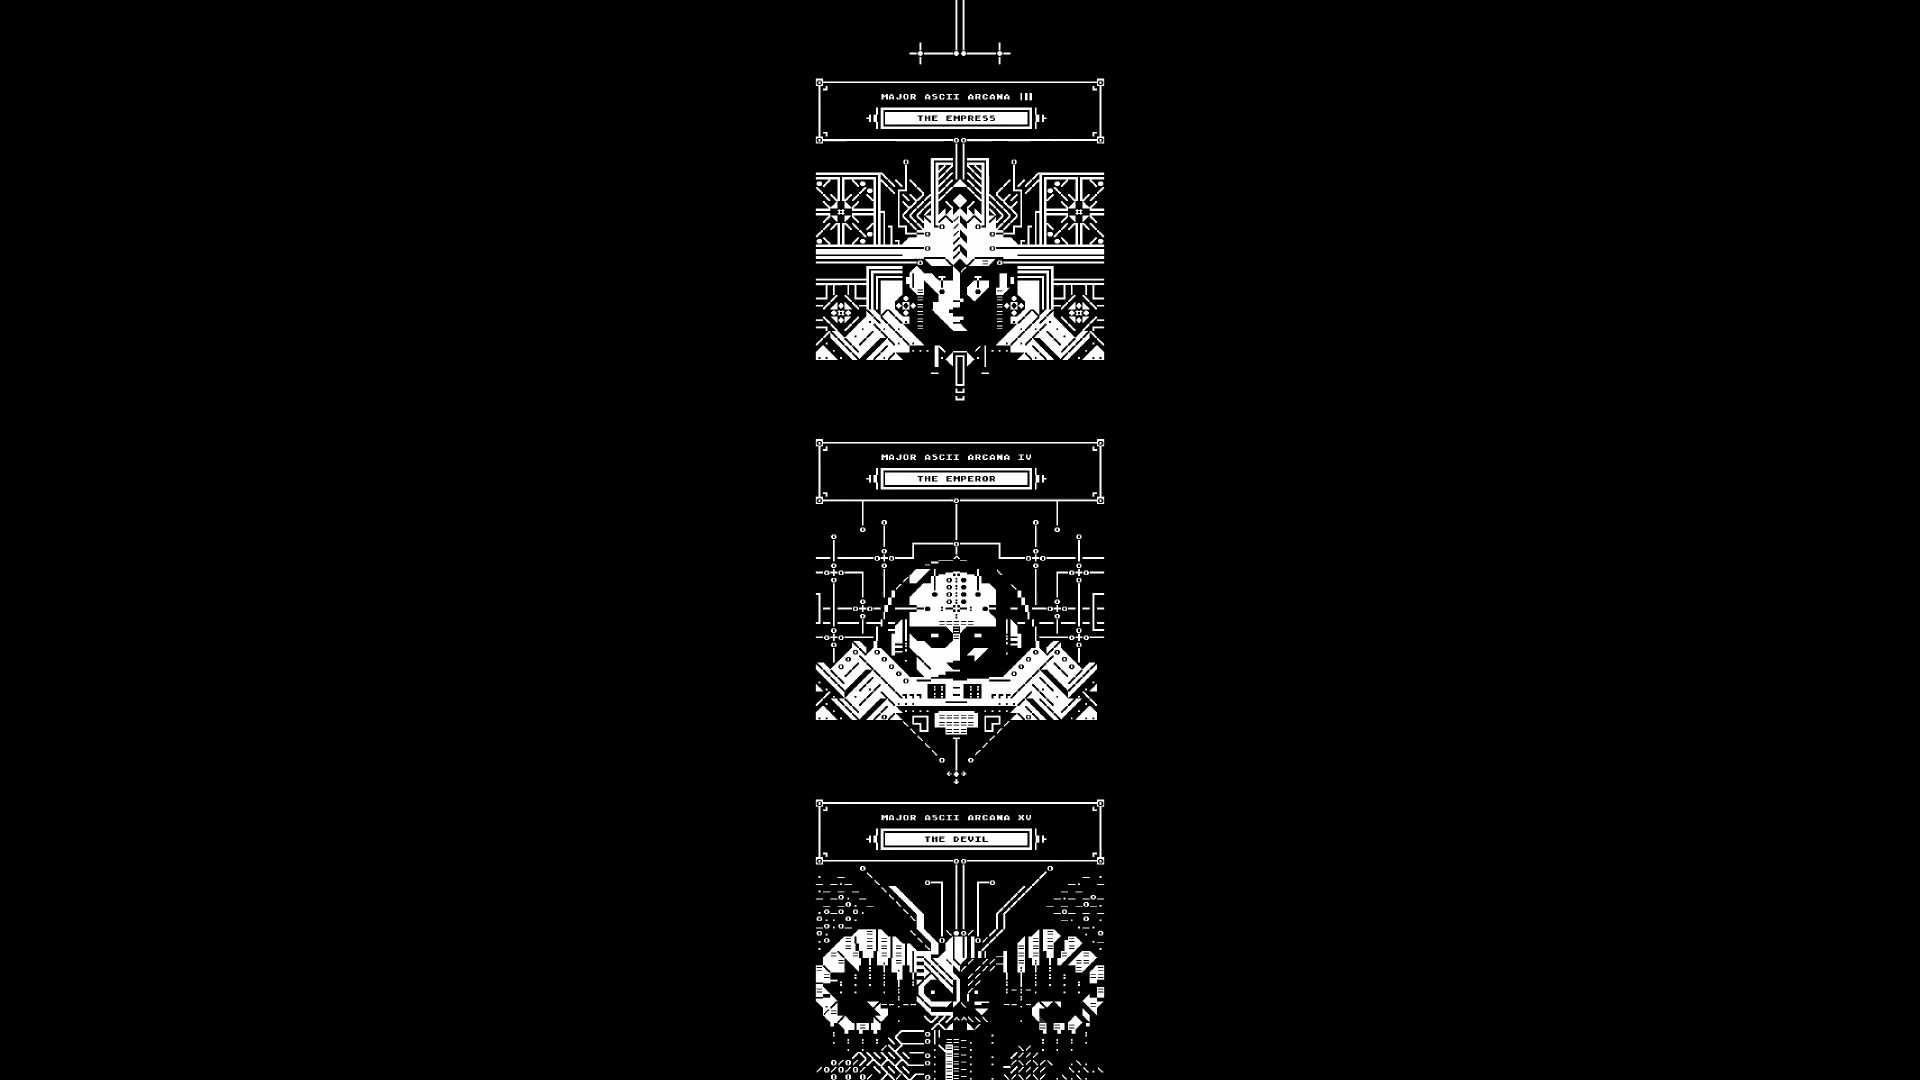 MAJOR ASCII ARCANA III
THE EMPRESS
MAJOR ASCII ARCANA IV
THE EMPEROR
MAJOR ASCII ARCANA XV
THE DEVIL